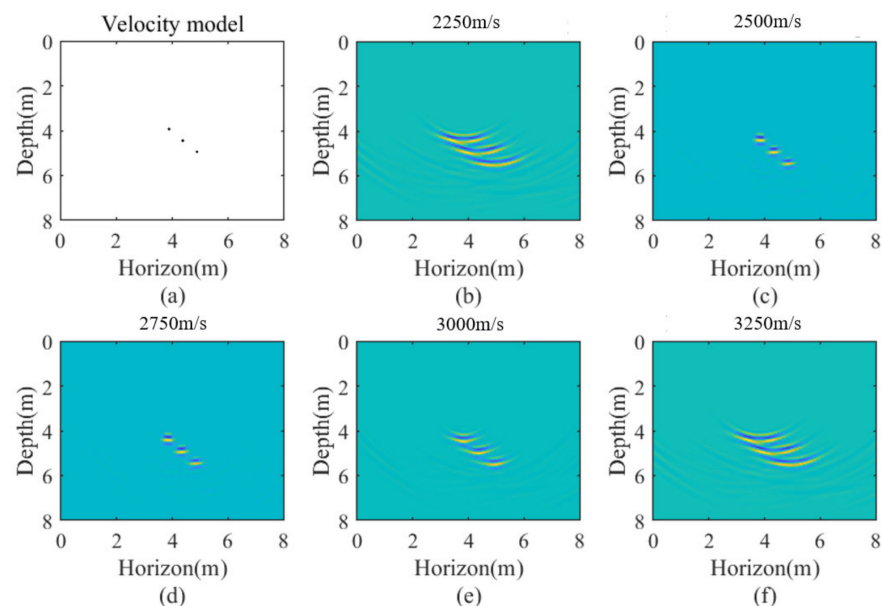 Velocity model
0
2
4
6
8
Depth(m)
0 2 4 6 8
Horizon(m)
(a)
2250m/s
0
2
4
6
8
Depth(m)
0 2 4 6 8
Horizon(m)
(b)
2500m/s
0
2
4
6
8
Depth(m)
0 2 4 6 8
Horizon(m)
(c)
2750m/s
0
2
4
6
8
Depth(m)
0 2 4 6 8
Horizon(m)
(d)
3000m/s
0
2
4
6
8
Depth(m)
0 2 4 6 8
Horizon(m)
(e)
3250m/s
0
2
4
6
8
Depth(m)
0 2 4 6 8
Horizon(m)
(f)